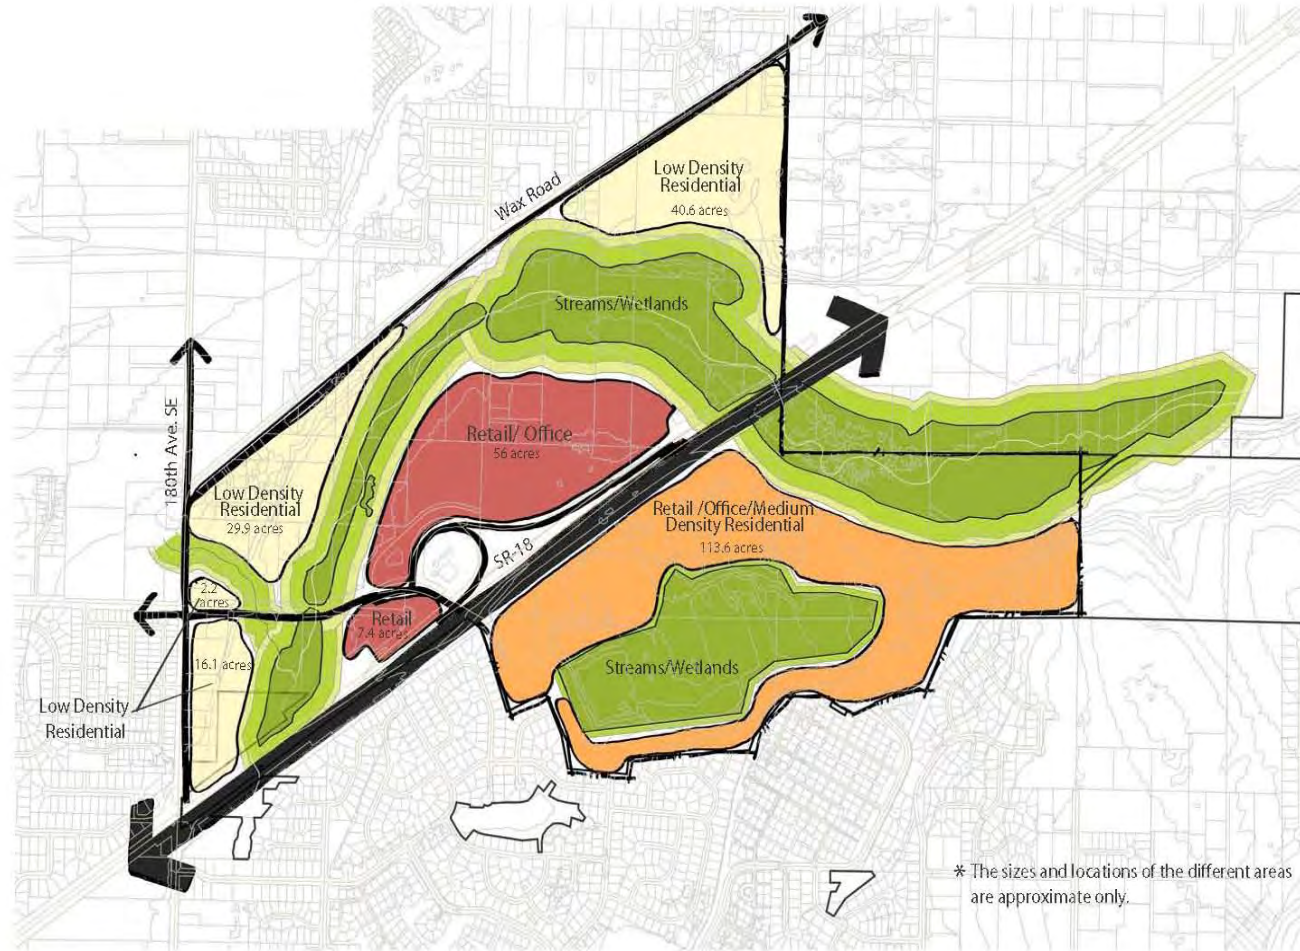 Wax Road
Low Density
Residential
40.6 acres
Streams/Wetlands
180th Ave. SE
Retail/ Office
56 acres
Low Density
Residential
29.9 acres
Retail /Office/Medium
Density Residential
113.6 acres
SR-18
2.2
acres
Retail
7.4 acres
16.1 acres
Streams/Wetlands
Low Density
Residential
* The sizes and locations of the different areas
are approximate only.